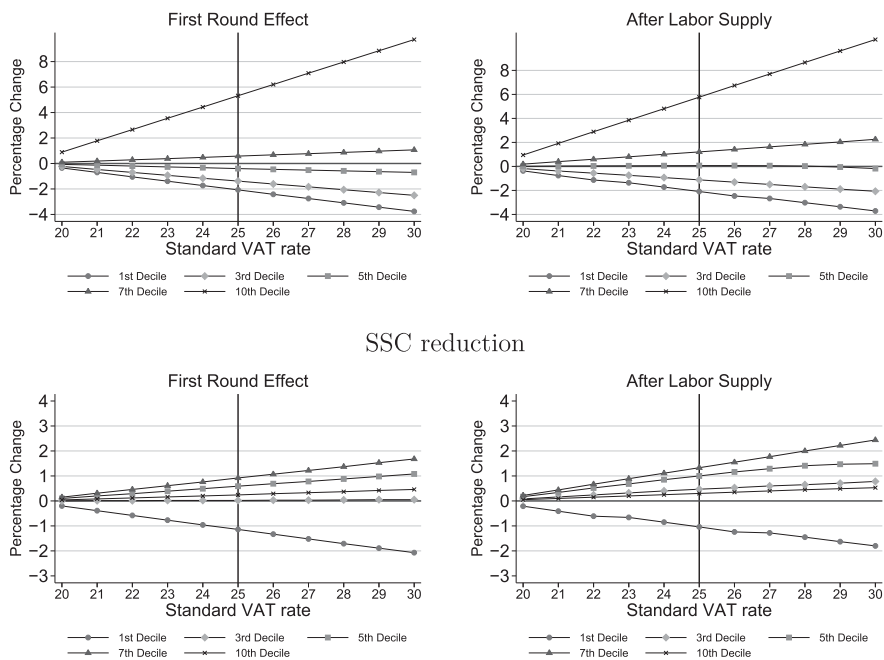 First Round Effect
Percentage Change
8
6
4
2
0
−2
−4
20 21 22 23 24 25 26 27 28 29 30
Standard VAT rate
1st Decile 3rd Decile 5th Decile
7th Decile 10th Decile
After Labor Supply
Percentage Change
8
6
4
2
0
−2
−4
20 21 22 23 24 25 26 27 28 29 30
Standard VAT rate
1st Decile 3rd Decile 5th Decile
7th Decile 10th Decile
SSC reduction
First Round Effect
Percentage Change
4
3
2
1
0
−1
−2
−3
20 21 22 23 24 25 26 27 28 29 30
Standard VAT rate
1st Decile 3rd Decile 5th Decile
7th Decile 10th Decile
After Labor Supply
Percentage Change
4
3
2
1
0
−1
−2
−3
20 21 22 23 24 25 26 27 28 29 30
Standard VAT rate
1st Decile 3rd Decile 5th Decile
7th Decile 10th Decile